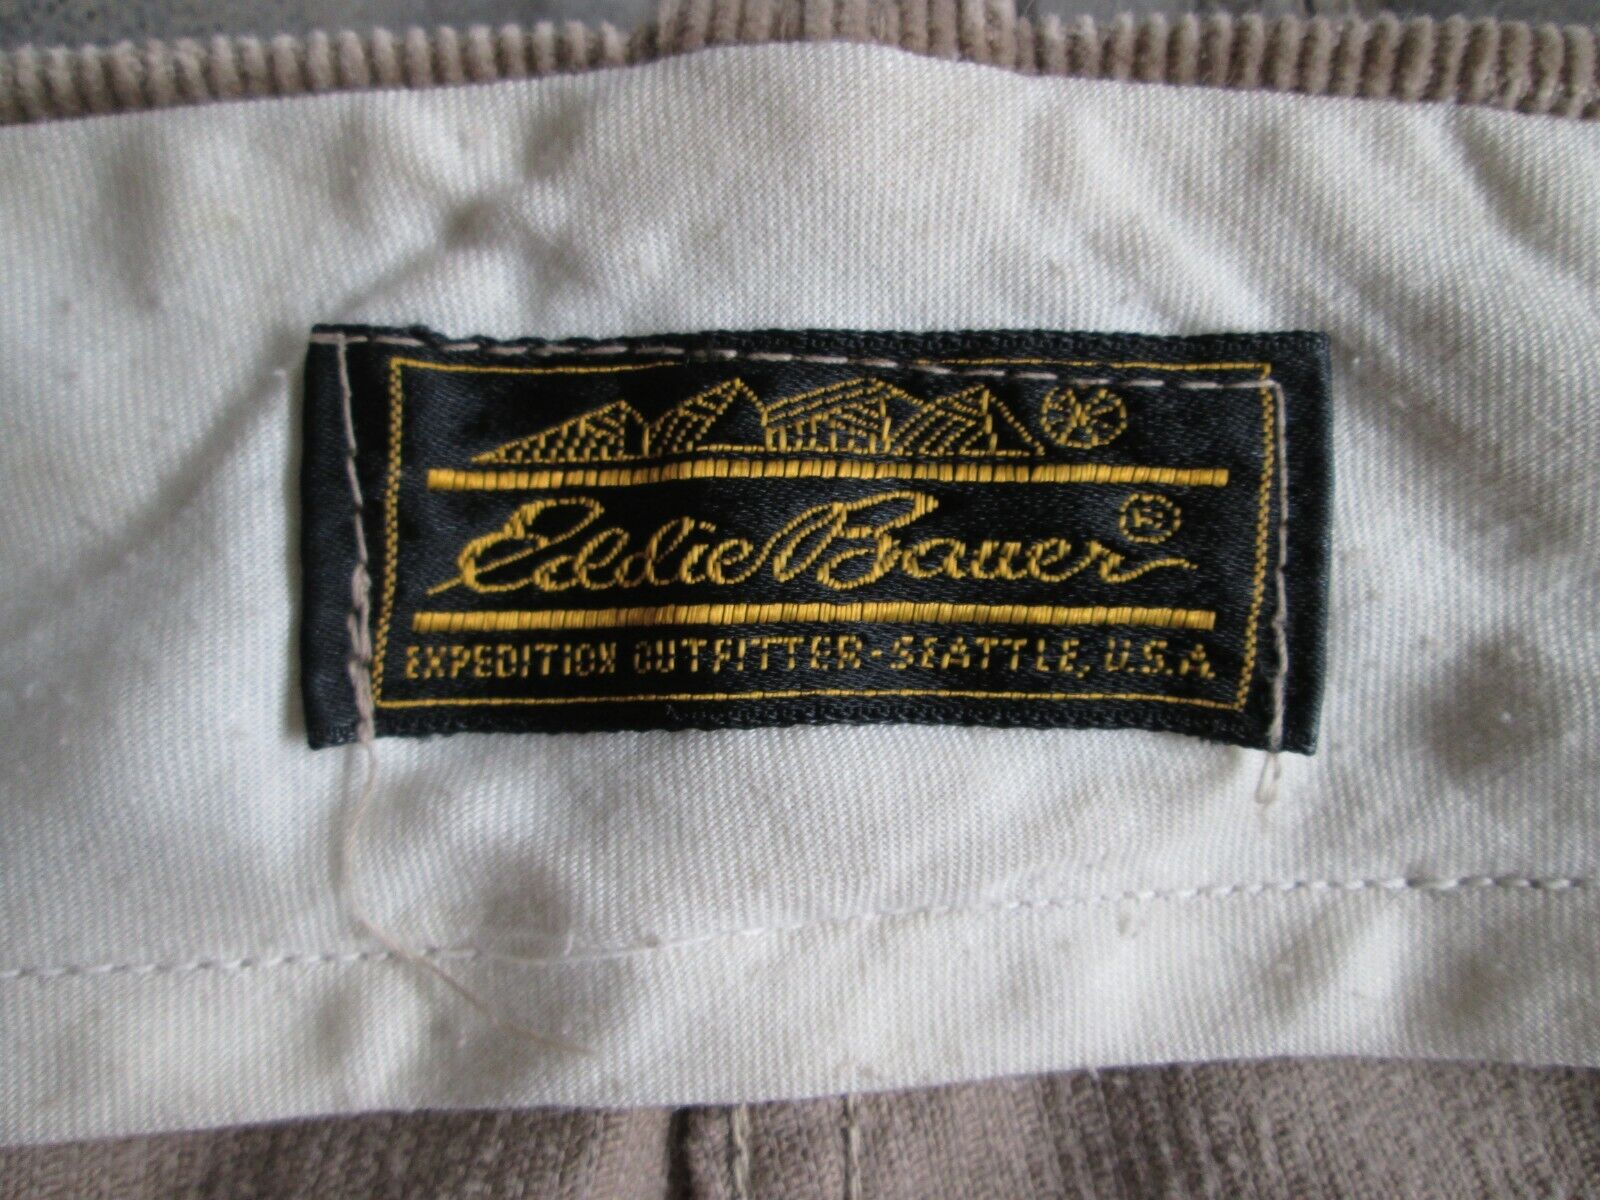 Eddie Bauer®
EXPEDITION OUTFITTER-SEATTLE, U.S.A.